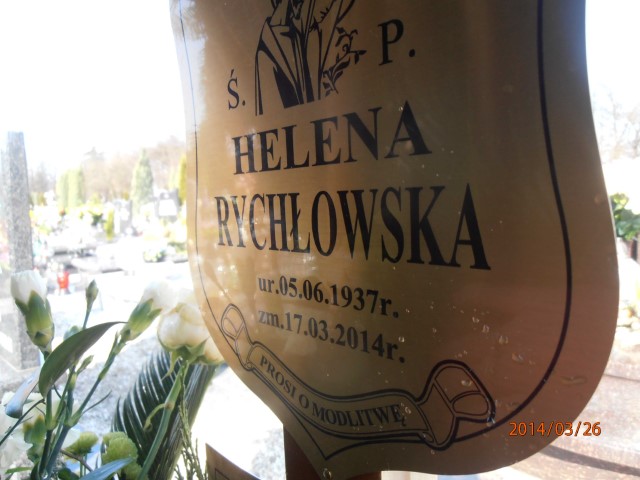 Ś. P.
HELENA
RYCHŁOWSKA
ur.05.06.1937r.
zm.17.03.2014r.
PROSI O MODLITWĘ
2014/03/26